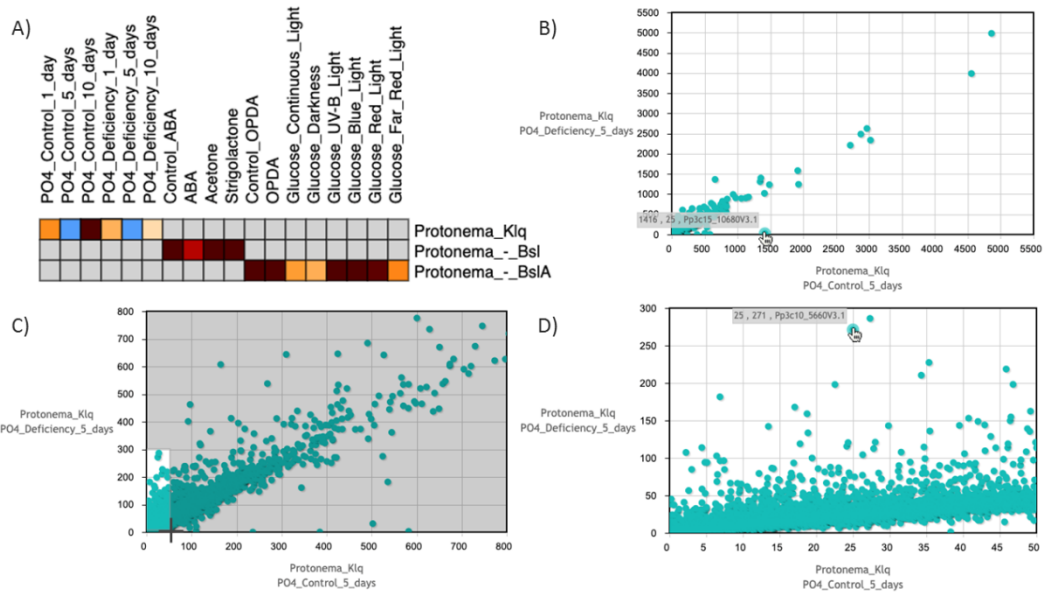 A)
PO4_Control_1_day
PO4_Control_5_days
PO4_Control_10_days
PO4_Deficiency_1_day
PO4_Deficiency_5_days
PO4_Deficiency_10_days
Control_ABA
ABA
Acetone
Strigolactone
Control_OPDA
OPDA
Glucose_Continuous_Light
Glucose_Darkness
Glucose_UV-B_Light
Glucose_Blue_Light
Glucose_Red_Light
Glucose_Far_Red_Light
Protonema_Klq
Protonema_-_Bsl
Protonema_-_BslA
B)
5500
5000
4500
4000
3500
3000
2500
2000
1500
1000
500
0
Protonema_Klq
PO4_Deficiency_5_days
1416 , 25 , Pp3c15_10680V3.1
0 500 1000 1500 2000 2500 3000 3500 4000 4500 5000 5500
Protonema_Klq
PO4_Control_5_days
C)
800
700
600
500
400
300
200
100
0
Protonema_Klq
PO4_Deficiency_5_days
0 100 200 300 400 500 600 700 800
Protonema_Klq
PO4_Control_5_days
D)
300
250
200
150
100
50
0
Protonema_Klq
PO4_Deficiency_5_days
25 , 271 , Pp3c10_5660V3.1
0 5 10 15 20 25 30 35 40 45 50
Protonema_Klq
PO4_Control_5_days